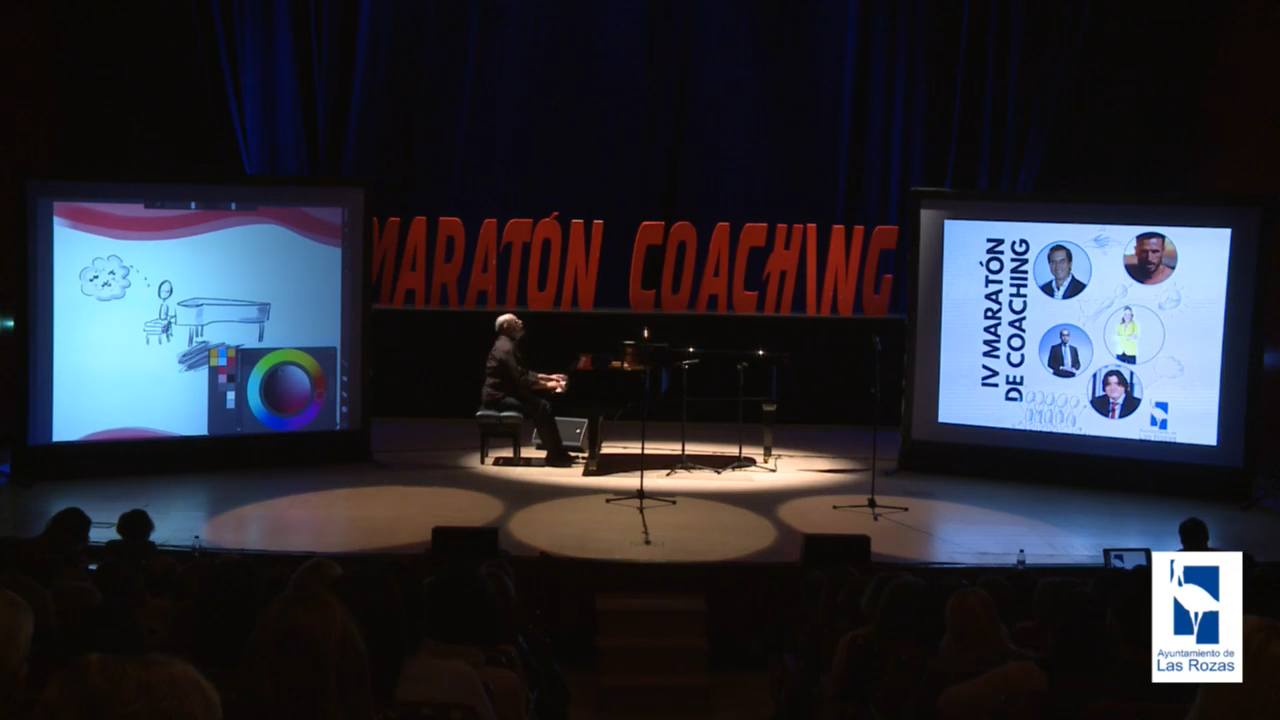 MARATÓN COACHING
IV MARATÓN
DE COACHING
Ayuntamiento de
Las Rozas